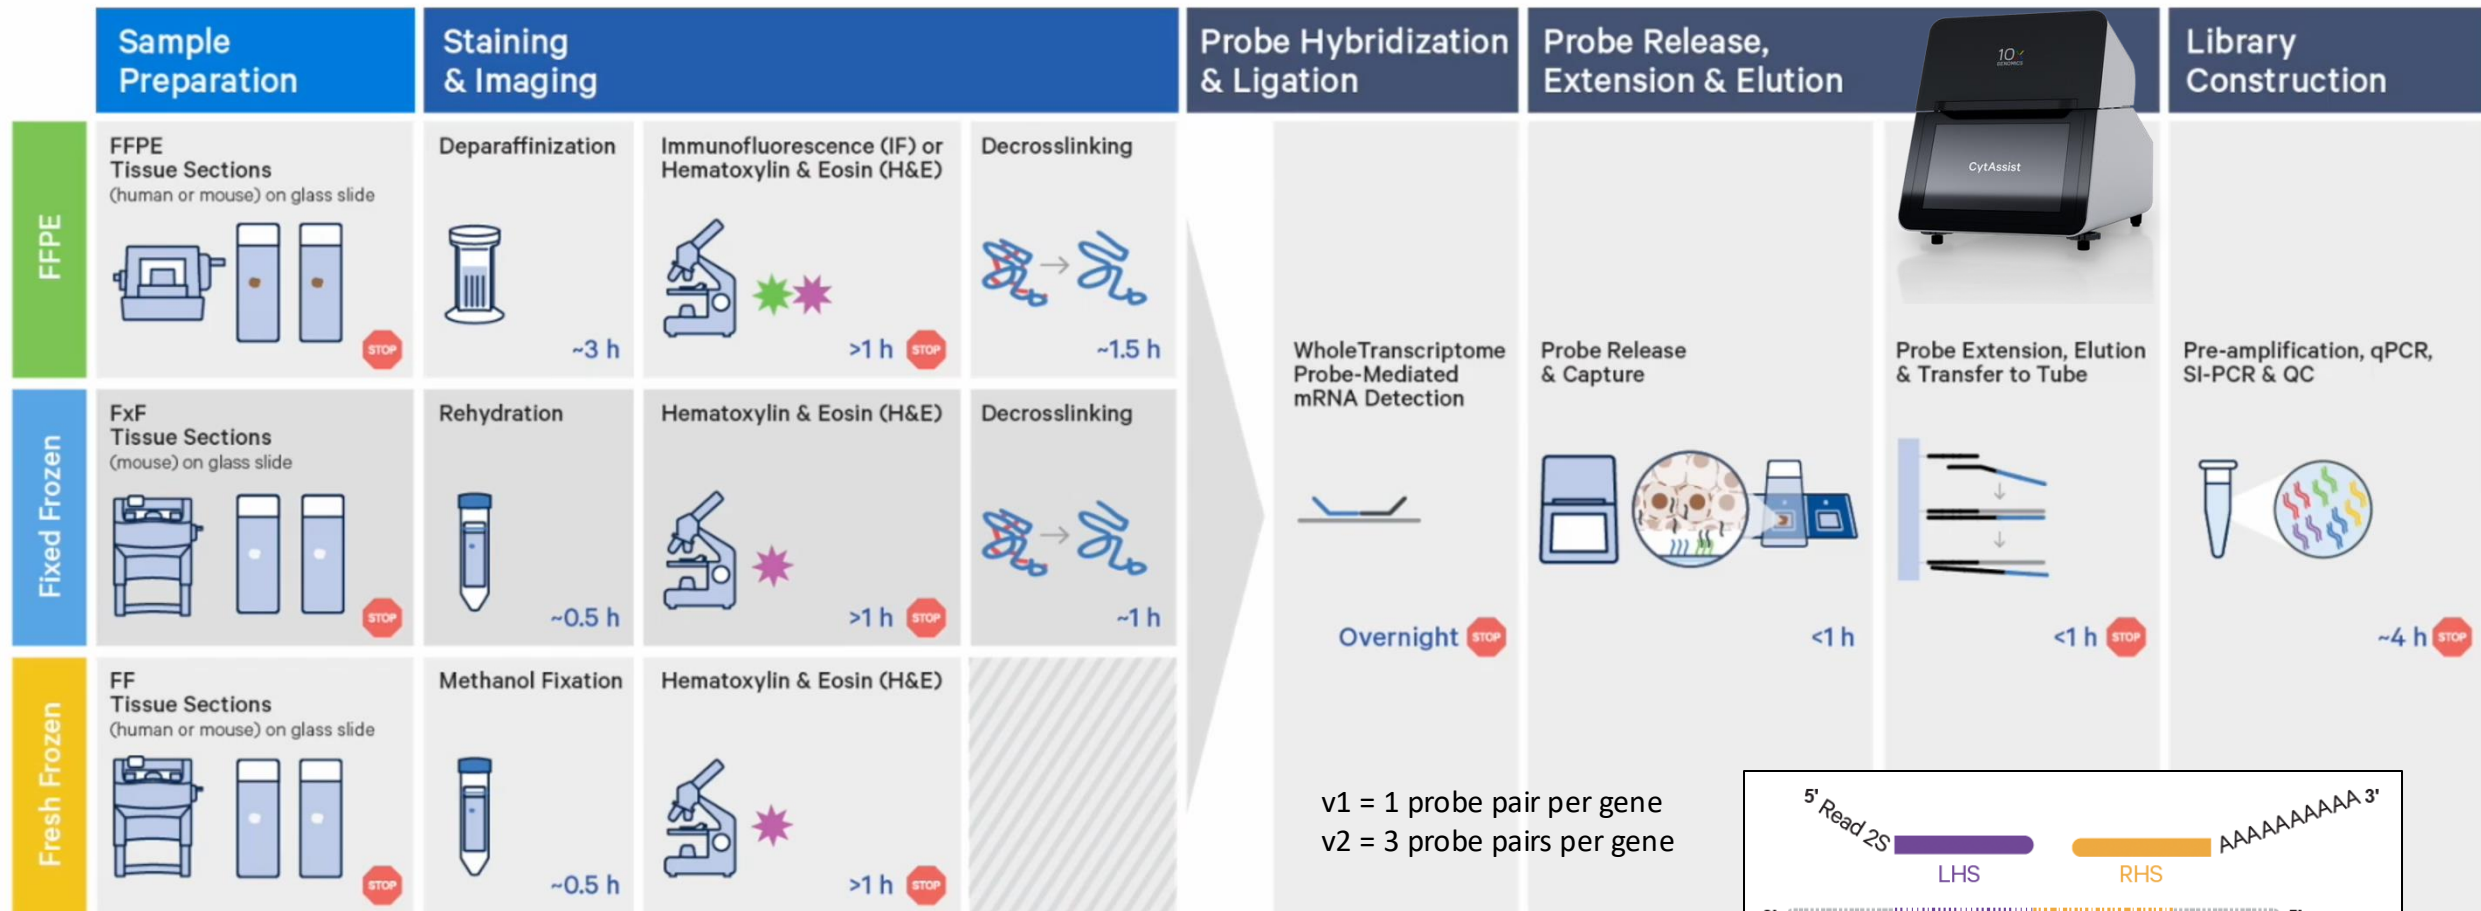 Sample
Preparation
Staining
& Imaging
Probe Hybridization
& Ligation
Probe Release,
Extension & Elution
Library
Construction
10x
GENOMICS
CytAssist
FFPE
FFPE
Tissue Sections
(human or mouse) on glass slide
STOP
Deparaffinization
~3 h
Immunofluorescence (IF) or
Hematoxylin & Eosin (H&E)
>1 h STOP
Decrosslinking
~1.5 h
Fixed Frozen
FxF
Tissue Sections
(mouse) on glass slide
STOP
Rehydration
~0.5 h
Hematoxylin & Eosin (H&E)
>1 h STOP
Decrosslinking
~1 h
Fresh Frozen
FF
Tissue Sections
(human or mouse) on glass slide
STOP
Methanol Fixation
~0.5 h
Hematoxylin & Eosin (H&E)
>1 h STOP
WholeTranscriptome
Probe-Mediated
mRNA Detection
Overnight STOP
Probe Release
& Capture
<1 h
Probe Extension, Elution
& Transfer to Tube
<1 h STOP
Pre-amplification, qPCR,
SI-PCR & QC
~4 h STOP
v1 = 1 probe pair per gene
v2 = 3 probe pairs per gene
5' Read 2S
AAAAAAAAAA 3'
LHS
RHS